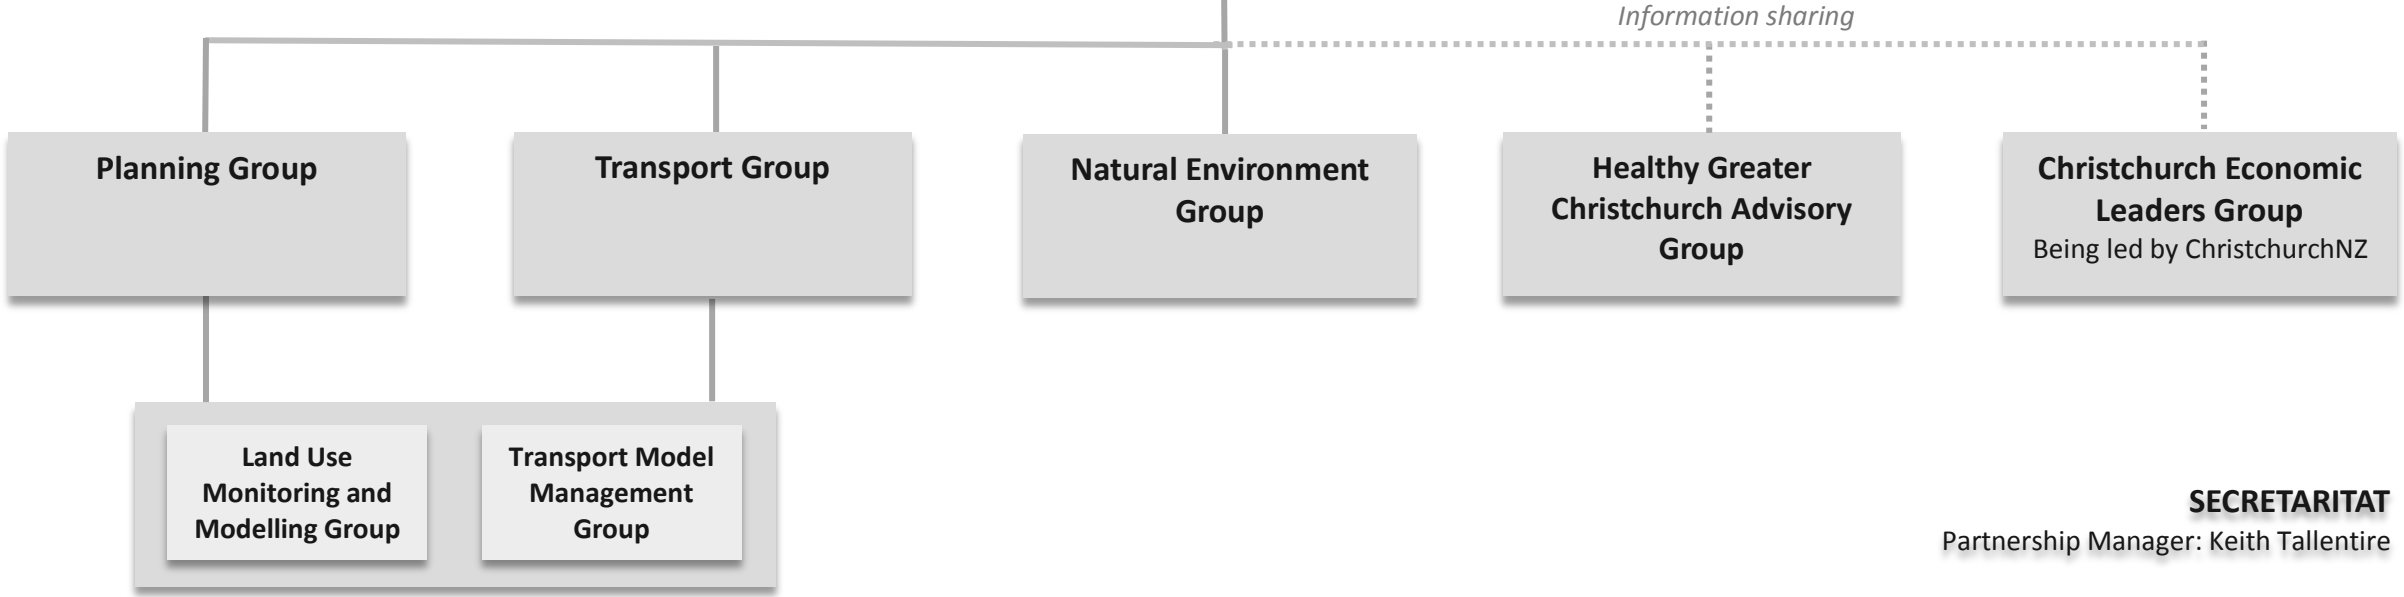 Information sharing
Planning Group
Transport Group
Natural Environment
Group
Healthy Greater
Christchurch Advisory
Group
Christchurch Economic
Leaders Group
Being led by ChristchurchNZ
Land Use
Monitoring and
Modelling Group
Transport Model
Management
Group
SECRETARITAT
Partnership Manager: Keith Tallentire